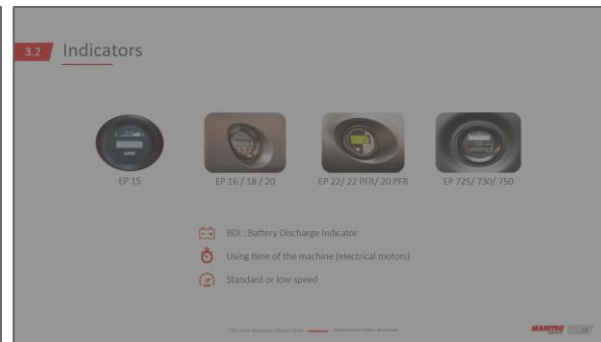 3.2 Indicators
EP 15
EP 16 / 18 / 20
EP 22/ 22 PFR/ 20 PFR
EP 725/ 730/ 750
BDI : Battery Discharge Indicator
Using time of the machine (electrical motors)
Standard or low speed
MANITOU